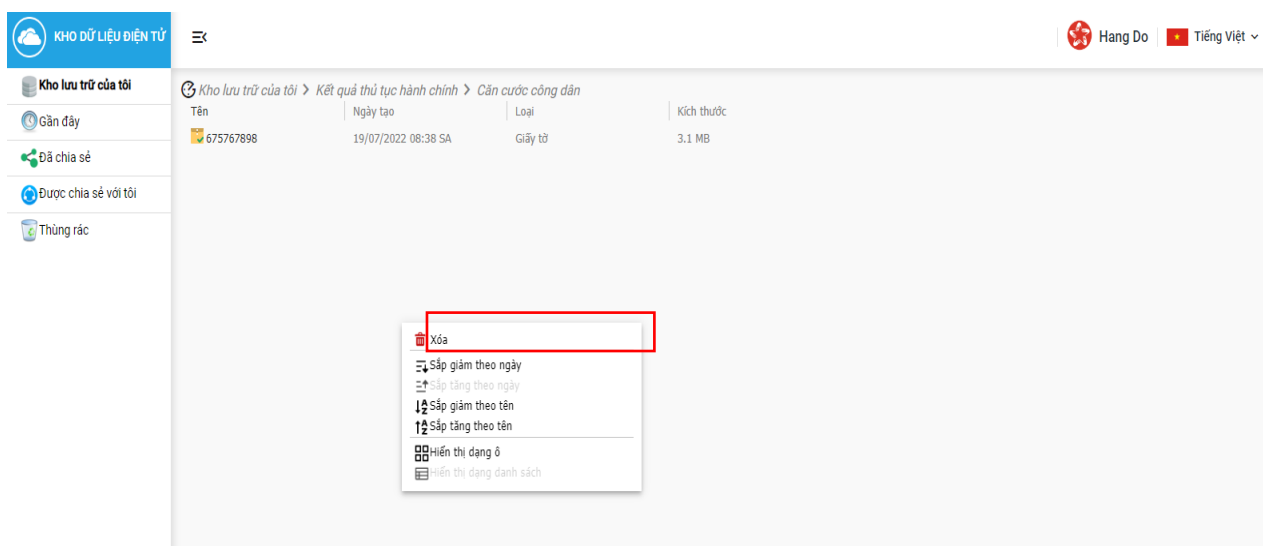 KHO DỮ LIỆU ĐIỆN TỬ
Hang Do
Tiếng Việt
Kho lưu trữ của tôi
Gần đây
Đã chia sẻ
Được chia sẻ với tôi
Thùng rác
Kho lưu trữ của tôi > Kết quả thủ tục hành chính > Căn cước công dân
Tên Ngày tạo Loại Kích thước
675767898 19/07/2022 08:38 SA Giấy tờ 3.1 MB
Xóa
Sắp giảm theo ngày
Sắp tăng theo ngày
Sắp giảm theo tên
Sắp tăng theo tên
Hiển thị dạng ô
Hiển thị dạng danh sách